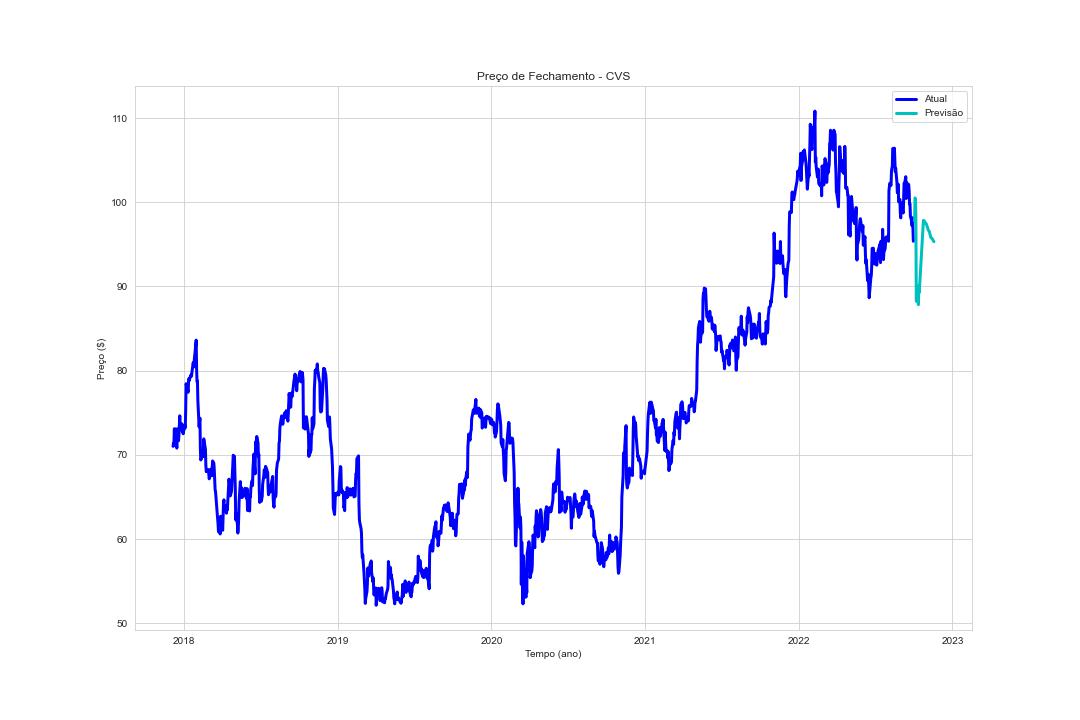 Preço de Fechamento - CVS
Atual
Previsão
110
100
90
80
70
60
50
Preço ($)
2018 2019 2020 2021 2022 2023
Tempo (ano)